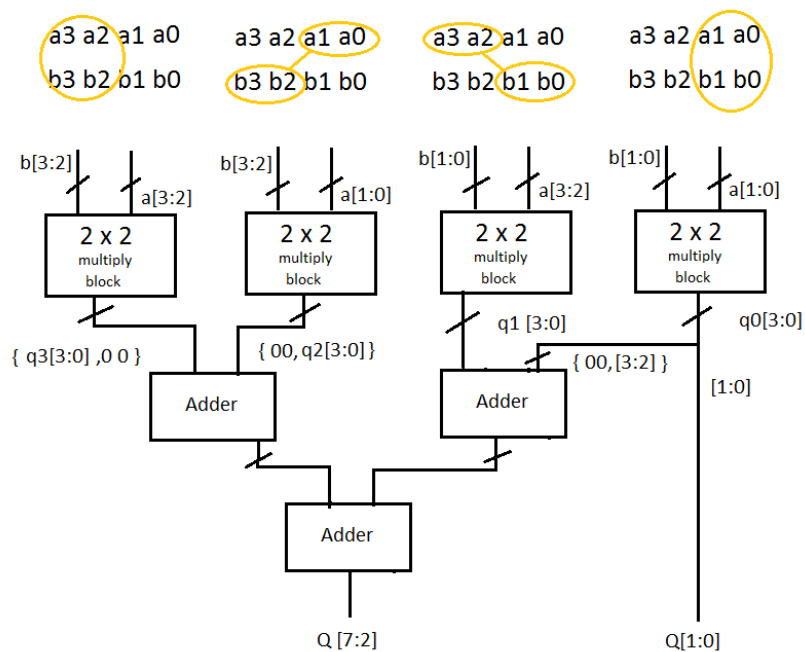 a3 a2 a1 a0
b3 b2 b1 b0
a3 a2 a1 a0
b3 b2 b1 b0
a3 a2 a1 a0
b3 b2 b1 b0
a3 a2 a1 a0
b3 b2 b1 b0
b[3:2]
a[3:2]
b[3:2]
a[1:0]
b[1:0]
a[3:2]
b[1:0]
a[1:0]
2 x 2
multiply
block
2 x 2
multiply
block
2 x 2
multiply
block
2 x 2
multiply
block
{ q3[3:0] ,0 0 }
{ 00, q2[3:0] }
q1 [3:0]
q0[3:0]
{ 00, [3:2] }
[1:0]
Adder
Adder
Adder
Q [7:2]
Q[1:0]